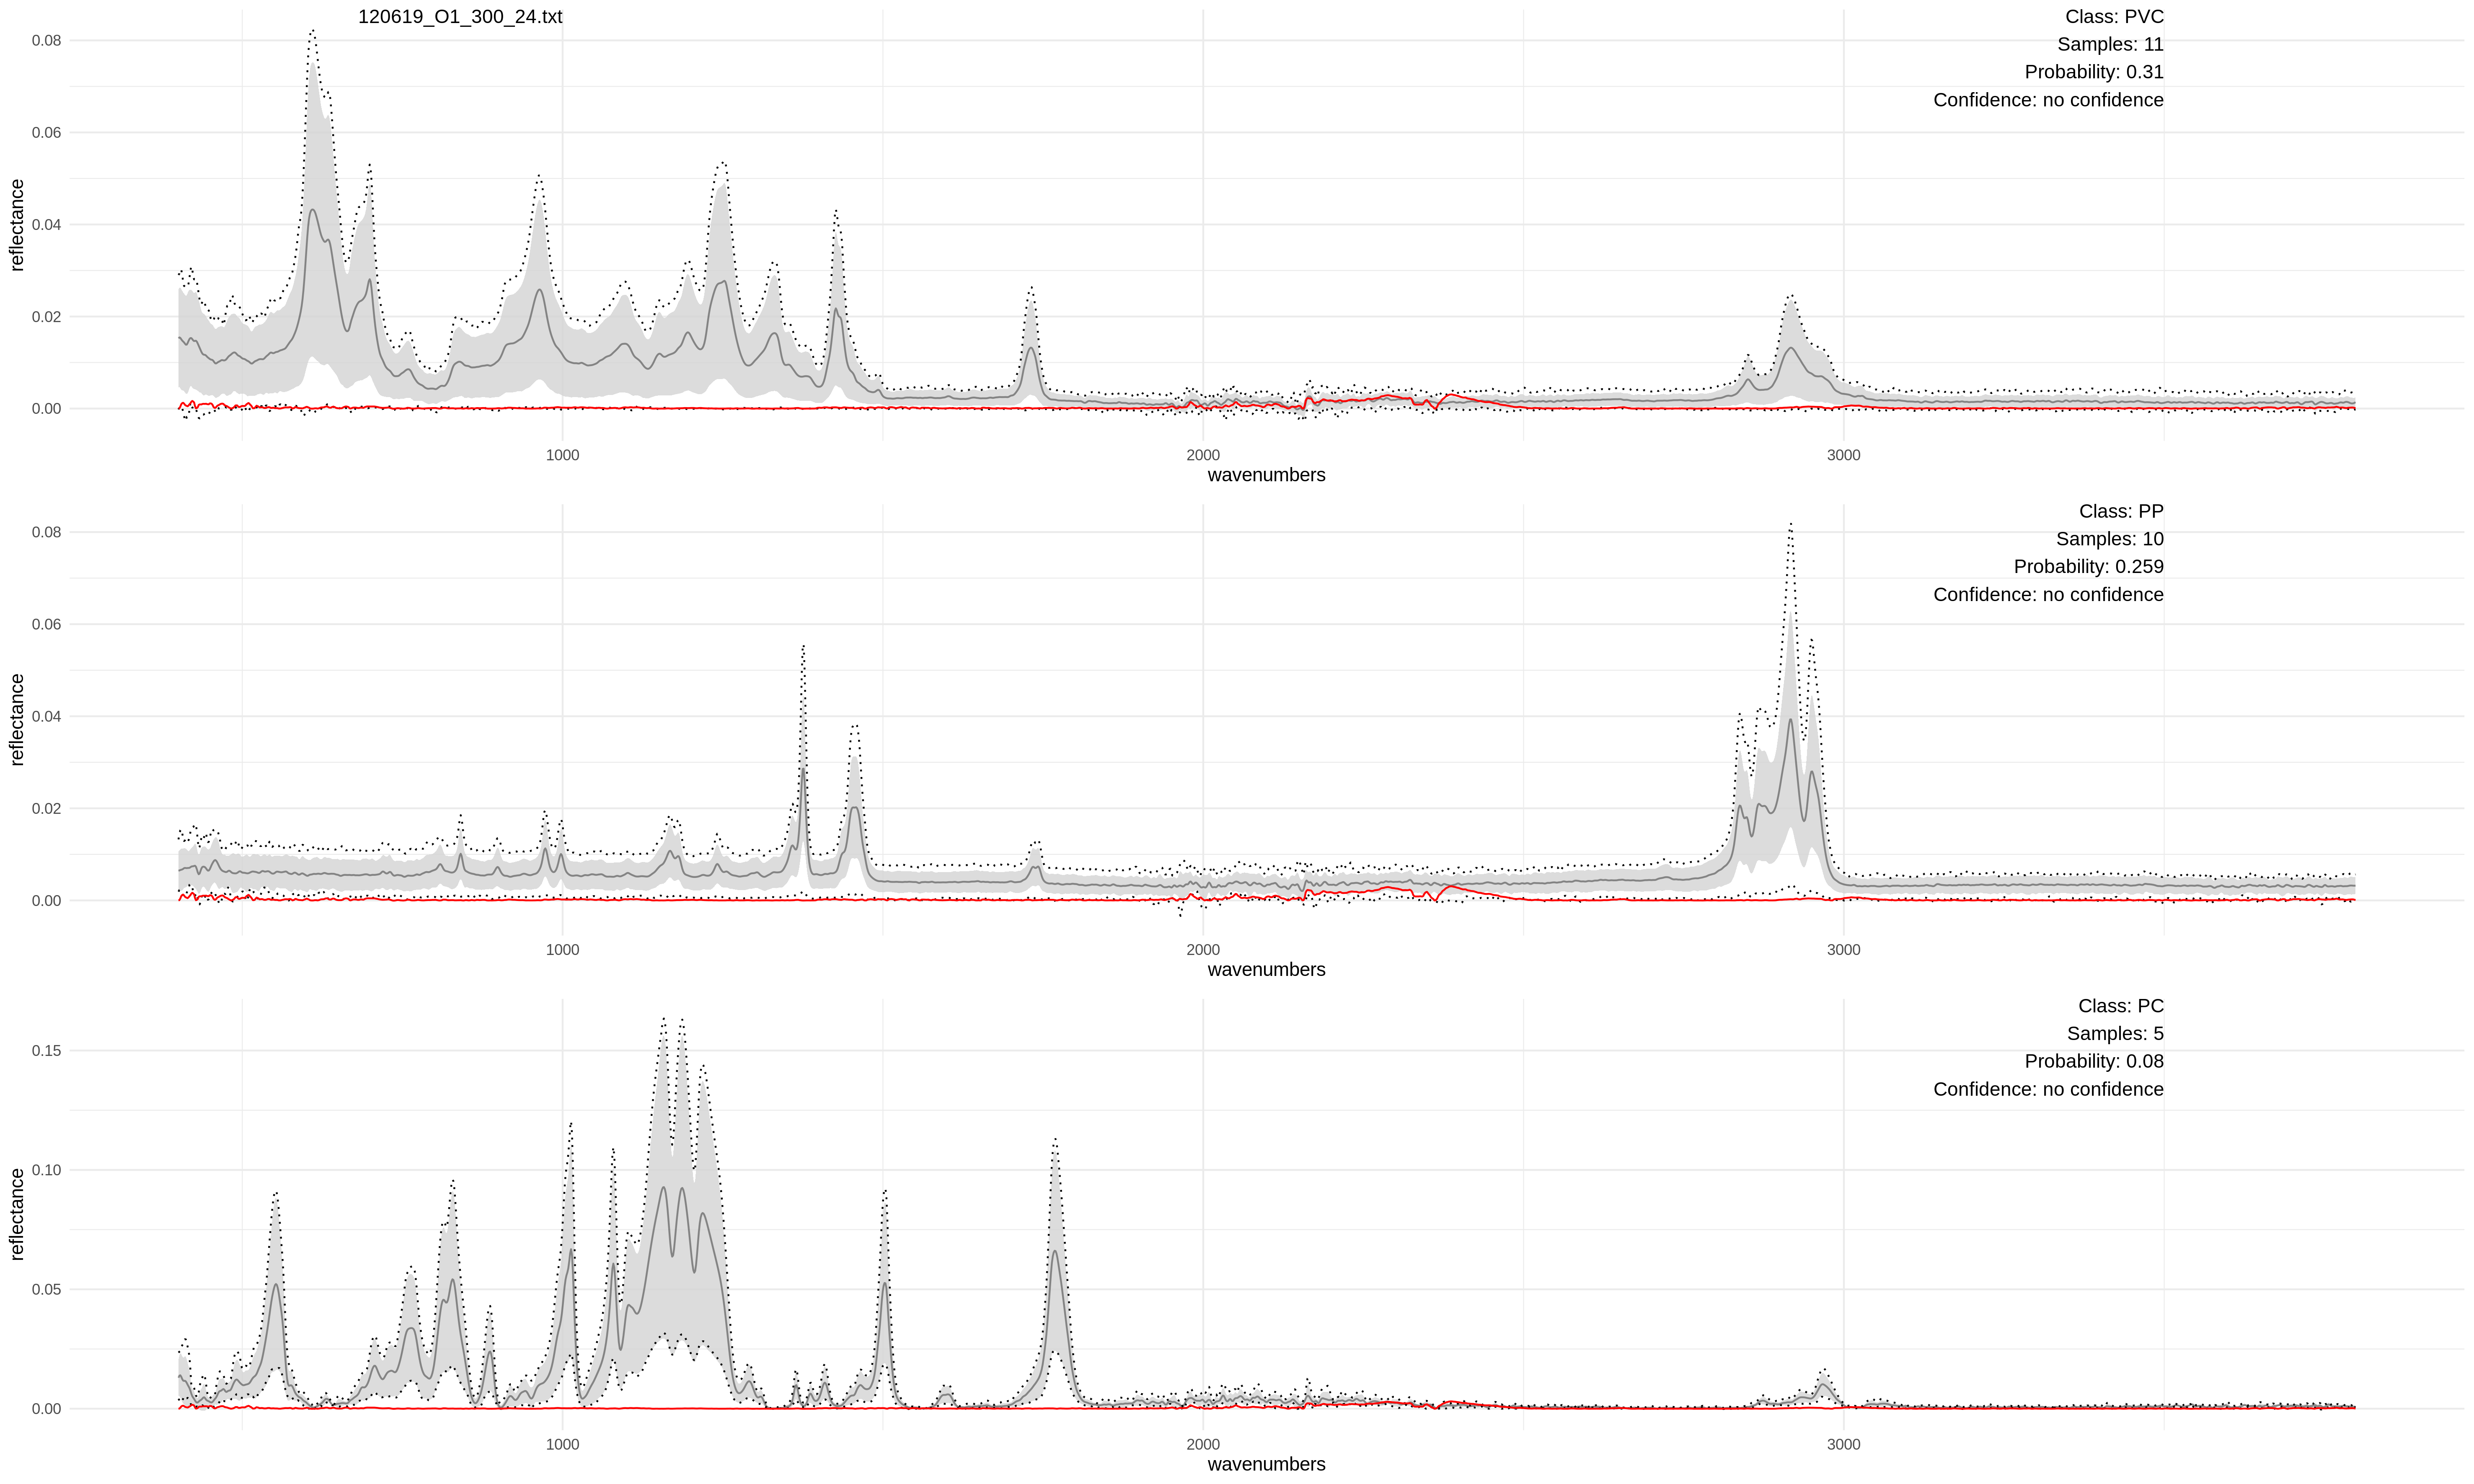 120619_O1_300_24.txt
Class: PVC
Samples: 11
Probability: 0.31
Confidence: no confidence
reflectance
0.08
0.06
0.04
0.02
0.00
1000 2000 3000
wavenumbers
Class: PP
Samples: 10
Probability: 0.259
Confidence: no confidence
reflectance
0.08
0.06
0.04
0.02
0.00
1000 2000 3000
wavenumbers
Class: PC
Samples: 5
Probability: 0.08
Confidence: no confidence
reflectance
0.15
0.10
0.05
0.00
1000 2000 3000
wavenumbers